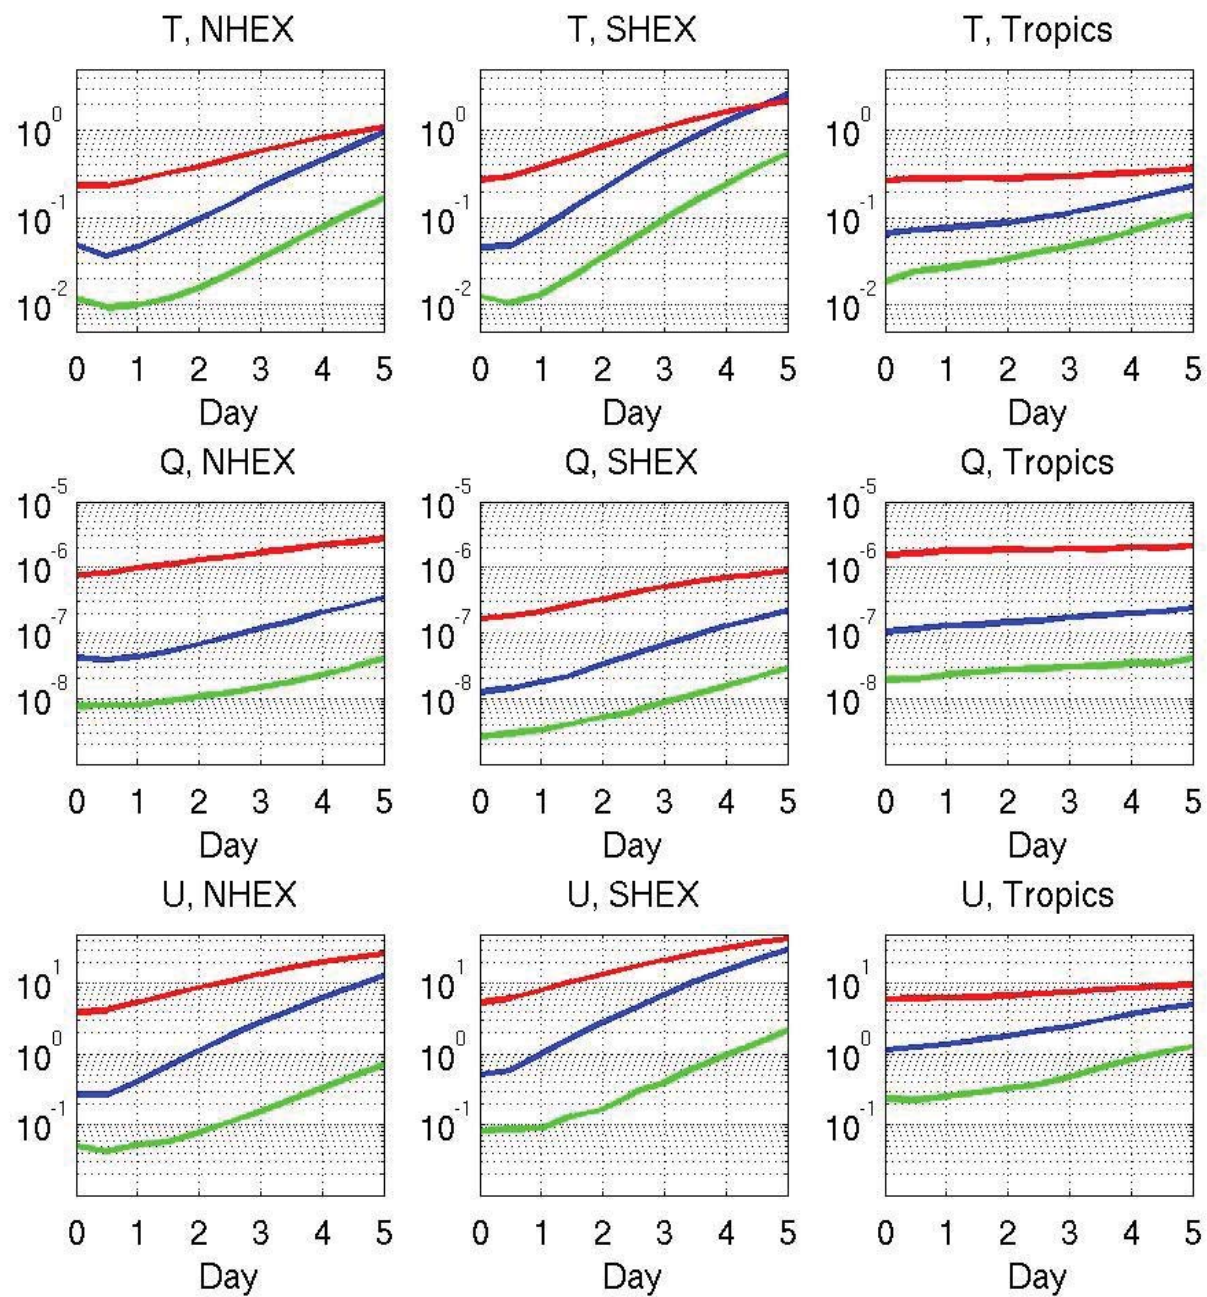 T, NHEX T, SHEX T, Tropics
10^0 10^0 10^0
10^-1 10^-1 10^-1
10^-2 10^-2 10^-2
0 1 2 3 4 5 0 1 2 3 4 5 0 1 2 3 4 5
Day Day Day
Q, NHEX Q, SHEX Q, Tropics
10^-5 10^-5 10^-5
10^-6 10^-6 10^-6
10^-7 10^-7 10^-7
10^-8 10^-8 10^-8
0 1 2 3 4 5 0 1 2 3 4 5 0 1 2 3 4 5
Day Day Day
U, NHEX U, SHEX U, Tropics
10^1 10^1 10^1
10^0 10^0 10^0
10^-1 10^-1 10^-1
0 1 2 3 4 5 0 1 2 3 4 5 0 1 2 3 4 5
Day Day Day